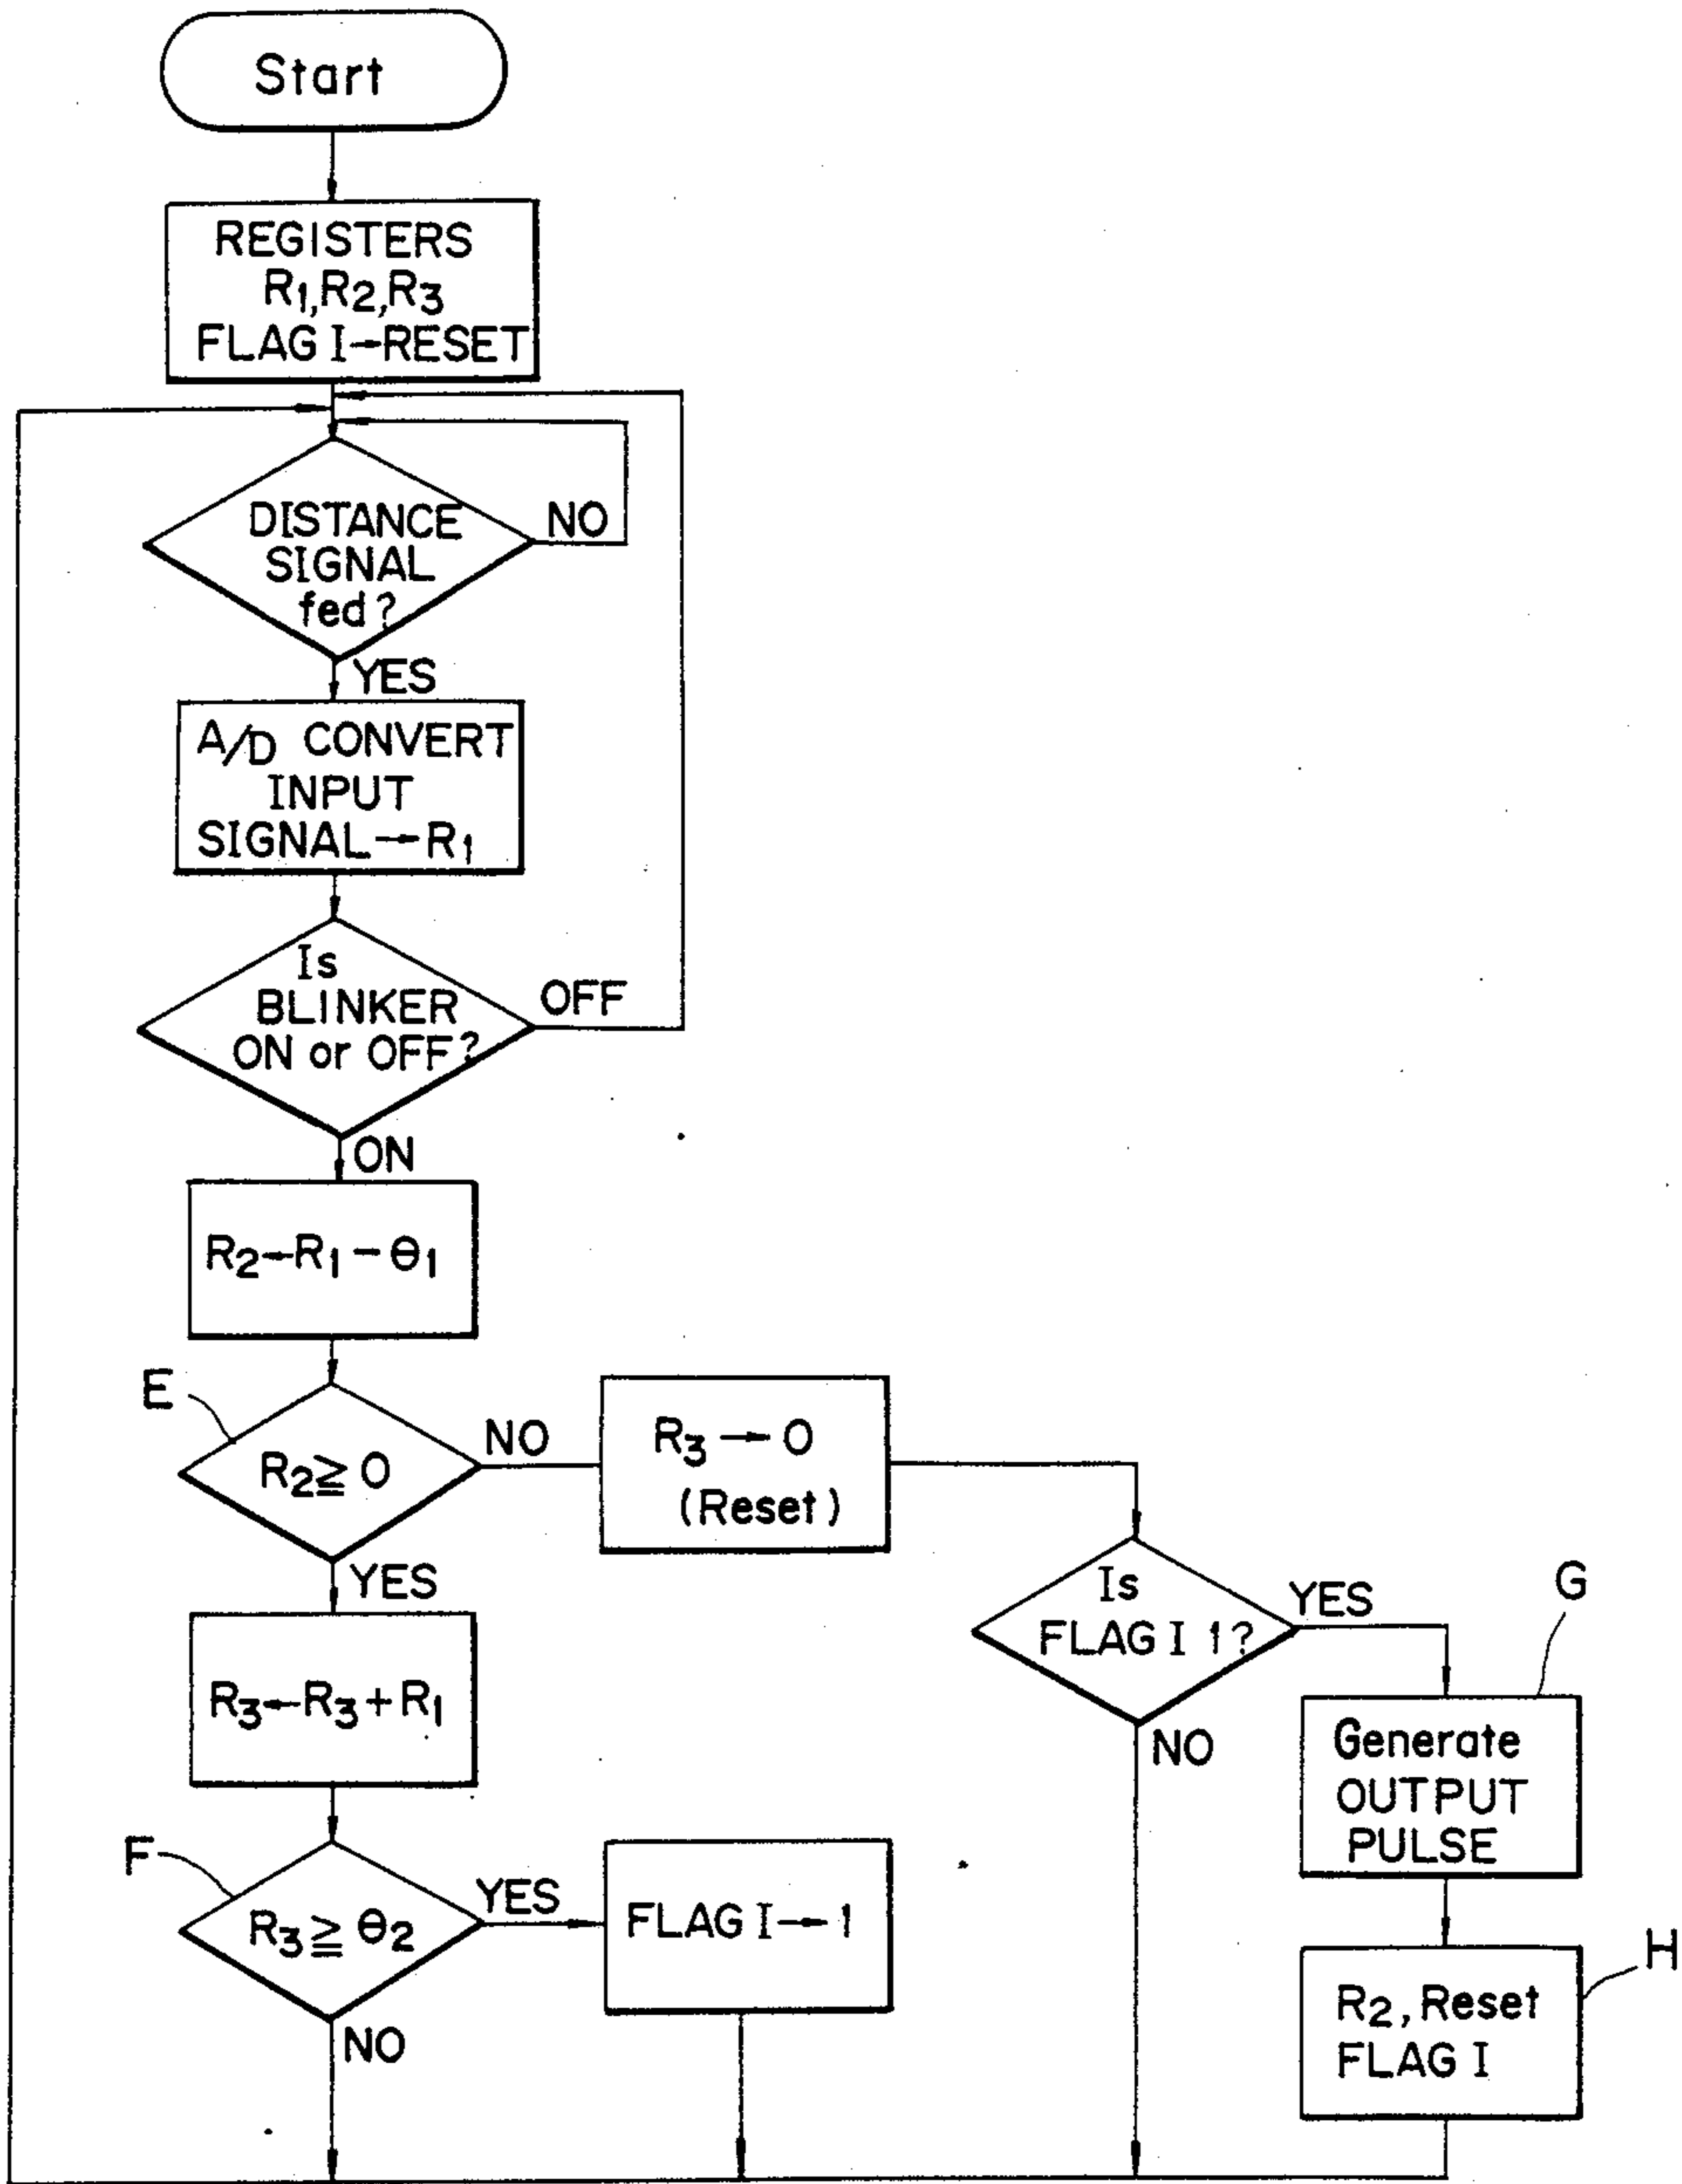 Start
REGISTERS
R1,R2,R3
FLAG I→RESET
DISTANCE
SIGNAL
fed?
NO
YES
A/D CONVERT
INPUT
SIGNAL→R1
Is
BLINKER
ON or OFF?
OFF
ON
R2←R1-θ1
E
R2≧0
NO
R3→0
(Reset)
YES
Is
FLAG I 1?
YES
G
NO
R3←R3+R1
Generate
OUTPUT
PULSE
F
R3≧θ2
YES
FLAG I→1
NO
H
R2, Reset
FLAG I